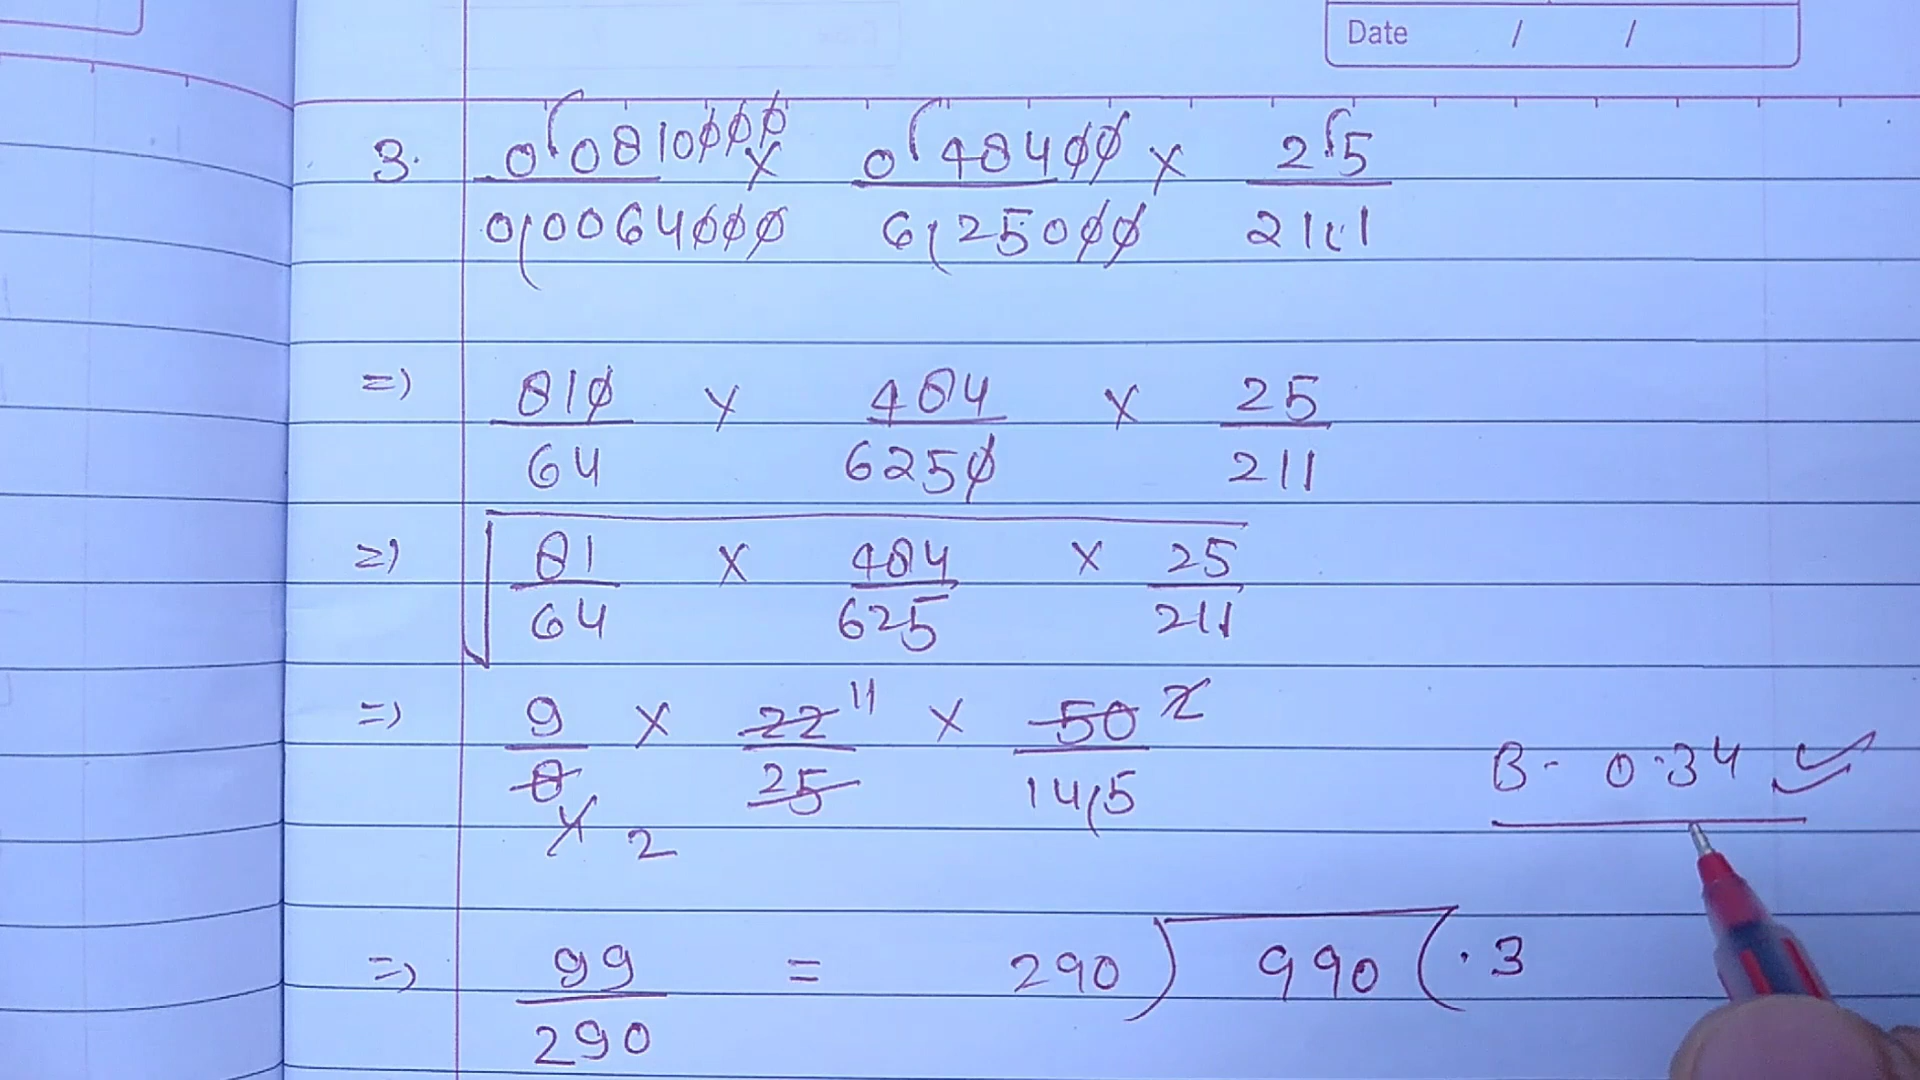 Date / /
3. 0.0810000/0.0064000 x 0.48400/6.25000 x 2.5/21.1
=) 810/64 x 484/6250 x 25/211
=) √ 81/64 x 484/625 x 25/211
=) 9/8 4 2 x 22 11/25 x 50 2/14.5
B- 0.34 ✓
=) 99/290 = 290 ) 990 ( .3